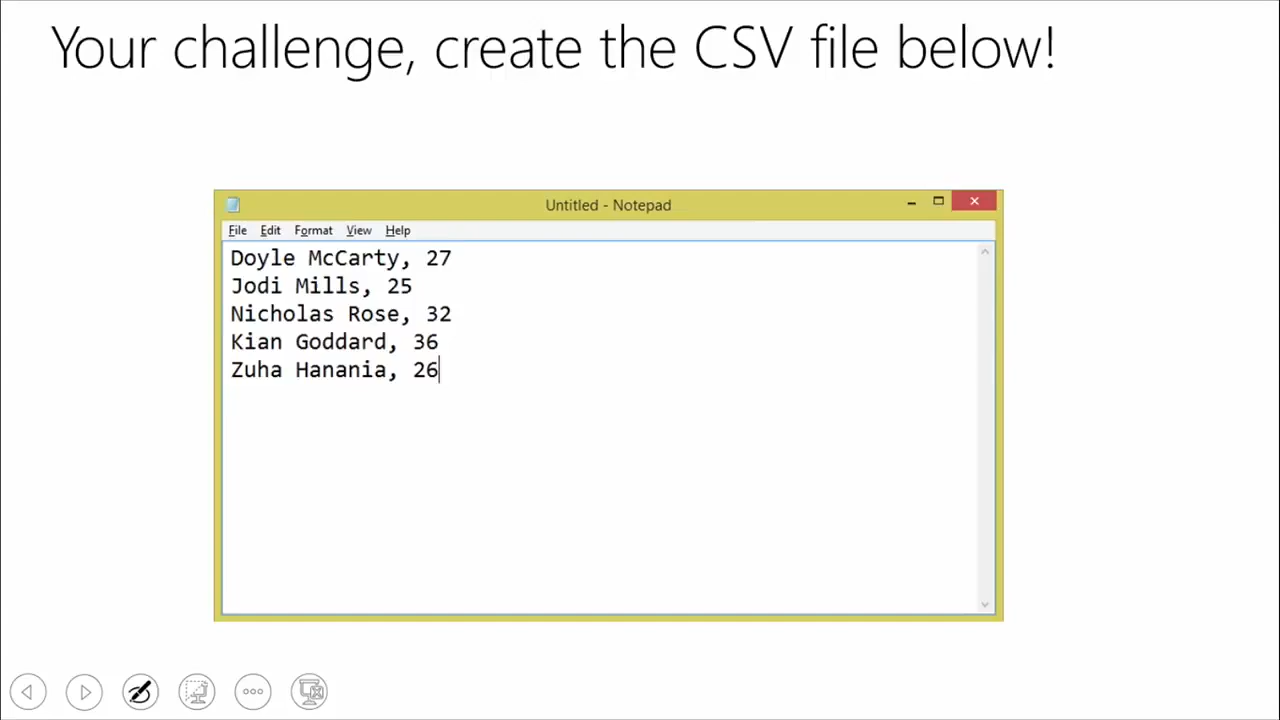 Your challenge, create the CSV file below!
Untitled - Notepad
File Edit Format View Help
Doyle McCarty, 27
Jodi Mills, 25
Nicholas Rose, 32
Kian Goddard, 36
Zuha Hanania, 26